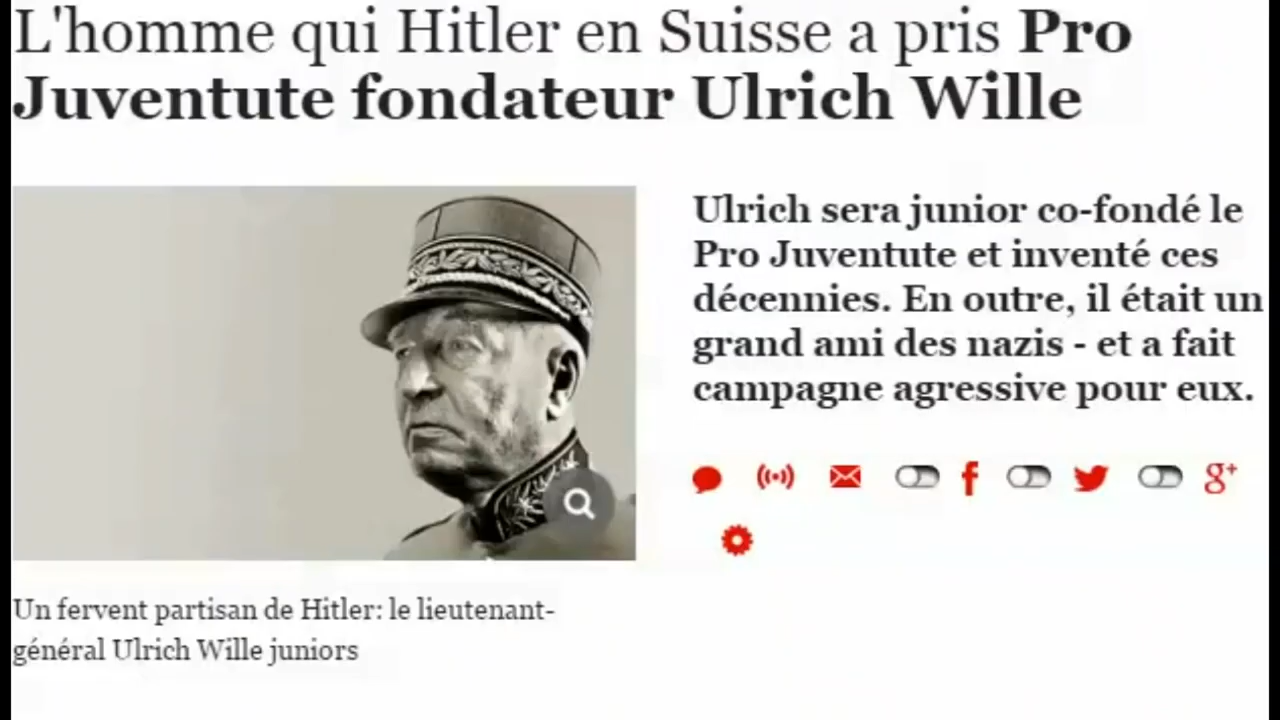 L'homme qui Hitler en Suisse a pris Pro
Juventute fondateur Ulrich Wille
Ulrich sera junior co-fondé le
Pro Juventute et inventé ces
décennies. En outre, il était un
grand ami des nazis - et a fait
campagne agressive pour eux.
g+
Un fervent partisan de Hitler: le lieutenant-
général Ulrich Wille juniors